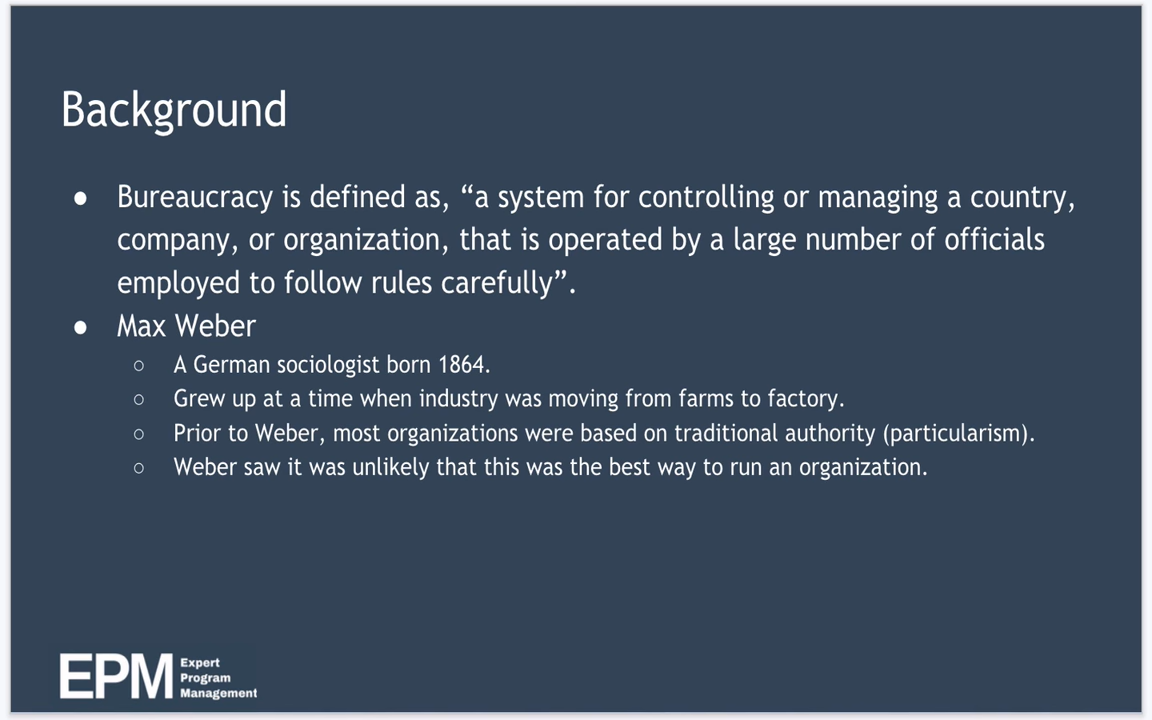 Background
● Bureaucracy is defined as, “a system for controlling or managing a country,
company, or organization, that is operated by a large number of officials
employed to follow rules carefully”.
● Max Weber
○ A German sociologist born 1864.
○ Grew up at a time when industry was moving from farms to factory.
○ Prior to Weber, most organizations were based on traditional authority (particularism).
○ Weber saw it was unlikely that this was the best way to run an organization.
EPM
Expert
Program
Management